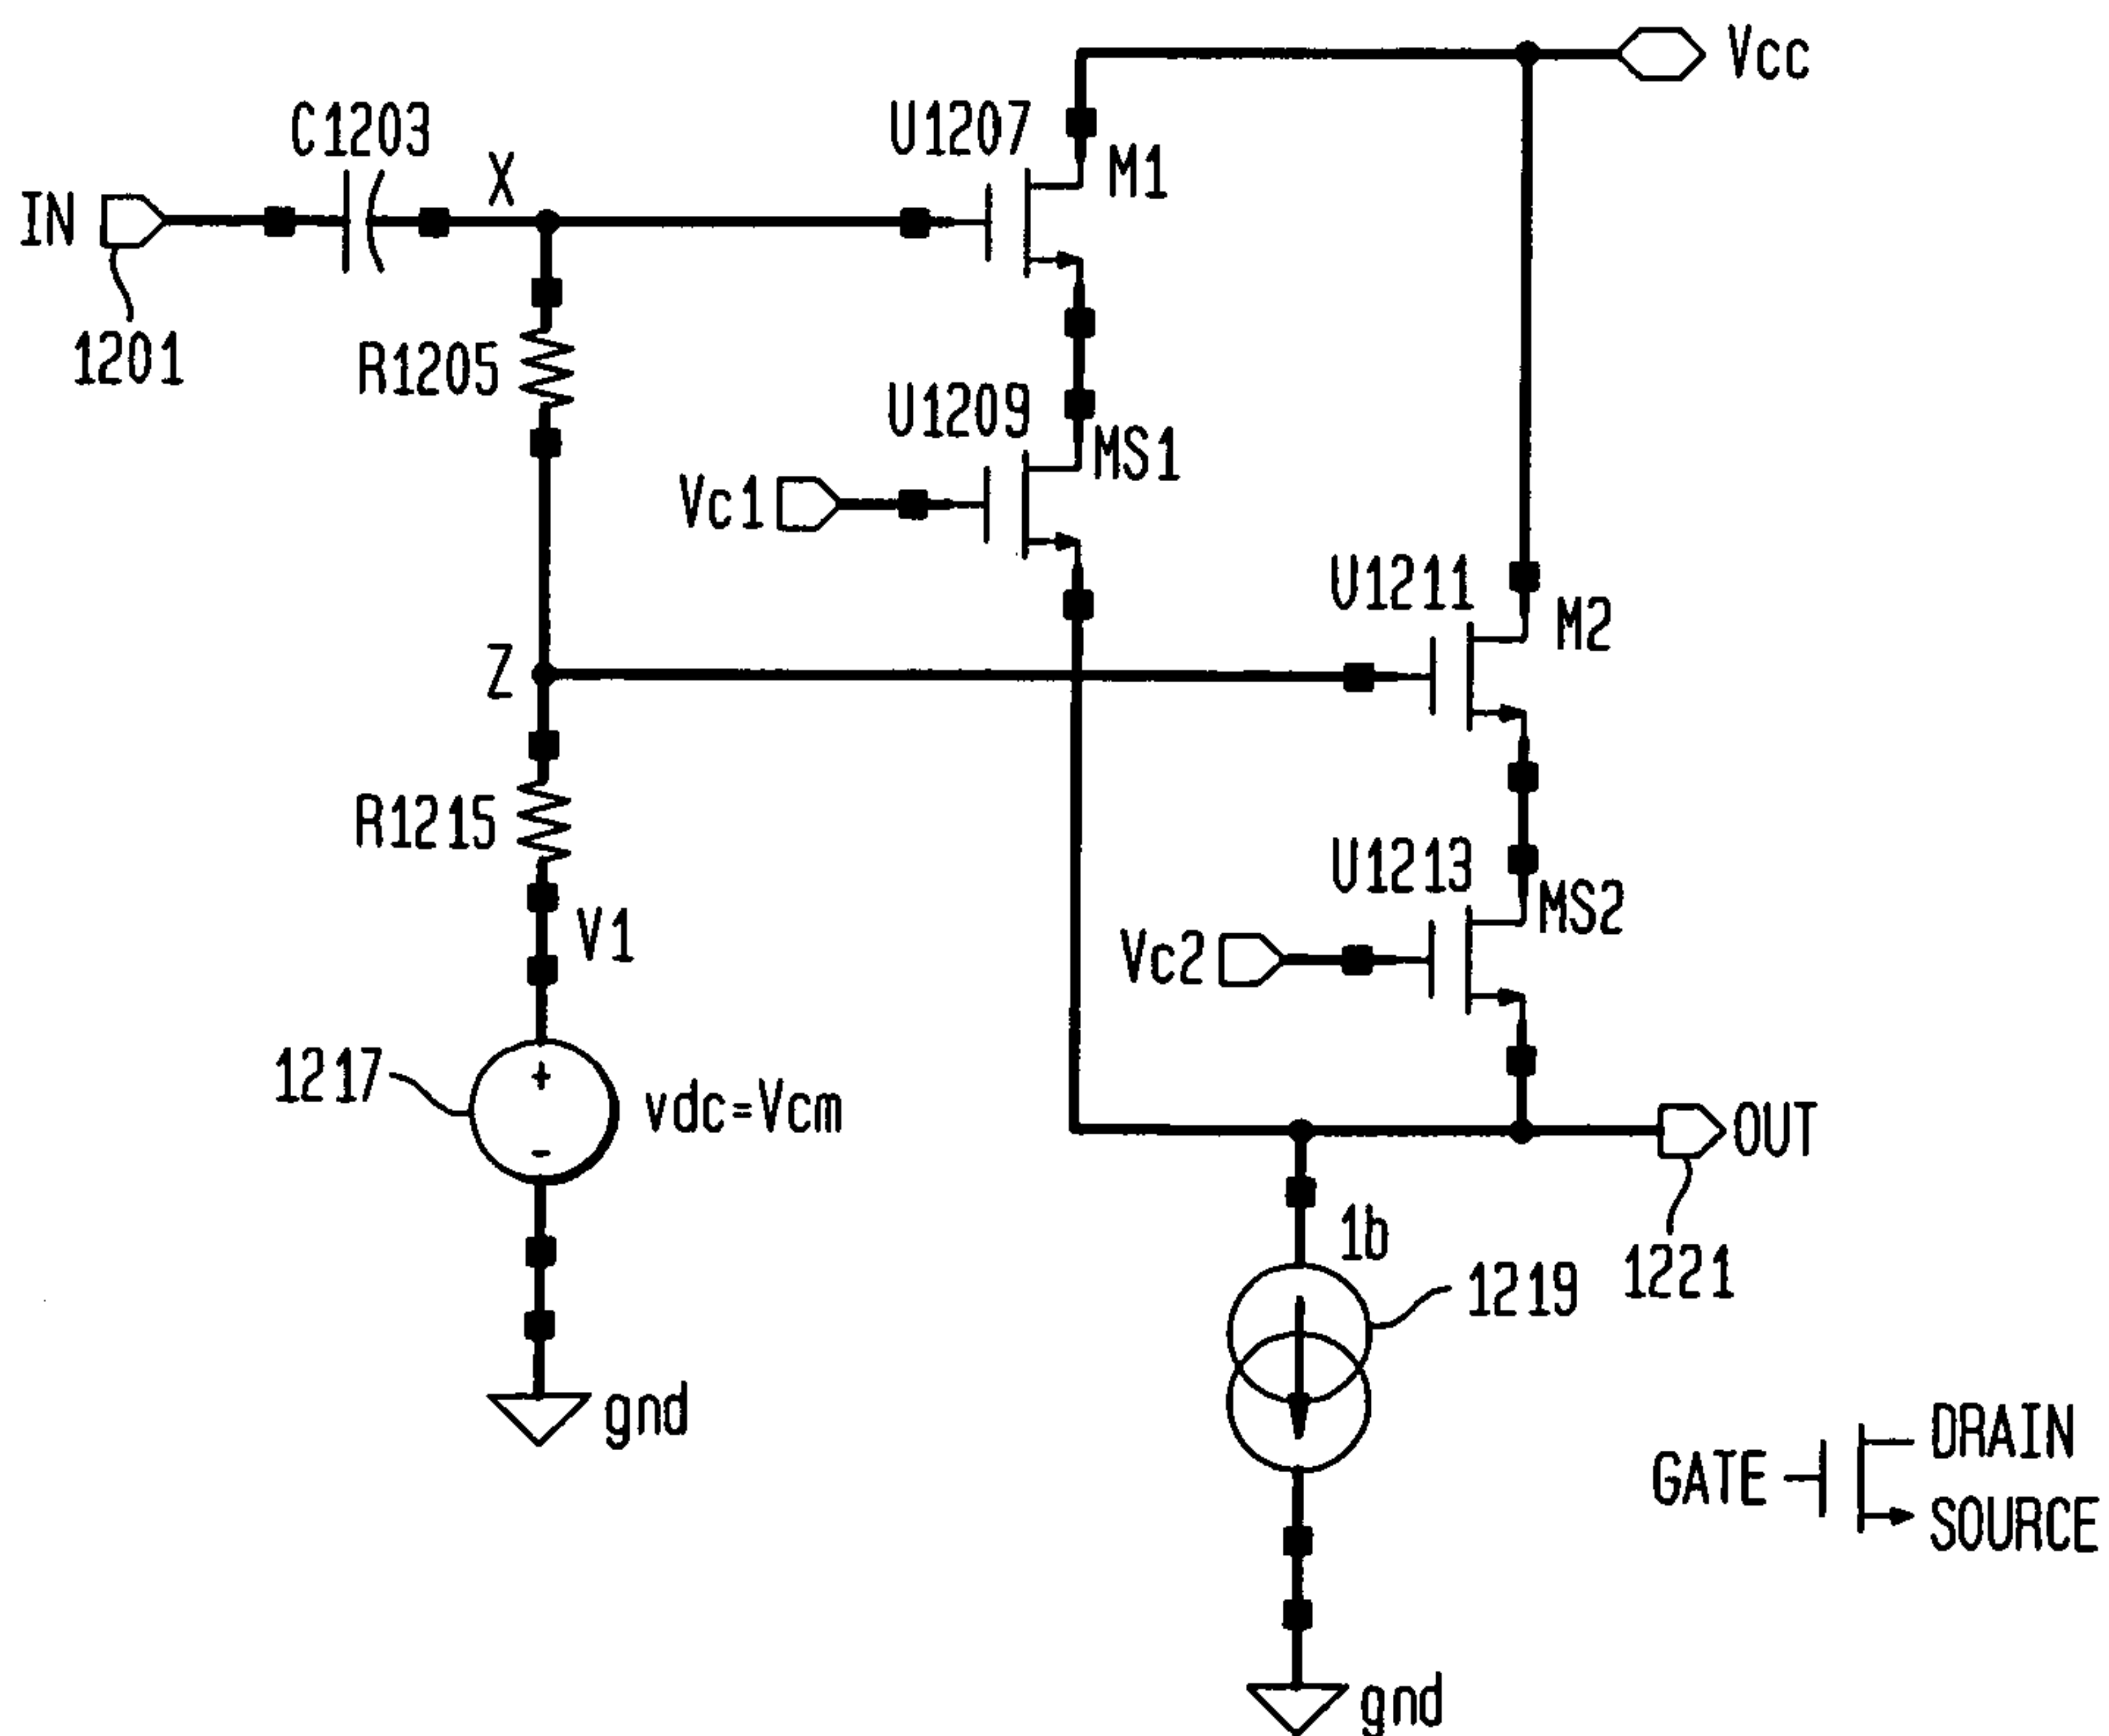 Vcc
C1203
U1207
X
M1
IN
1201
R1205
U1209
MS1
Vc1
U1211
M2
Z
R1215
U1213
MS2
V1
Vc2
1217
vdc=Vcm
OUT
1b
1219
1221
gnd
GATE
DRAIN
SOURCE
gnd